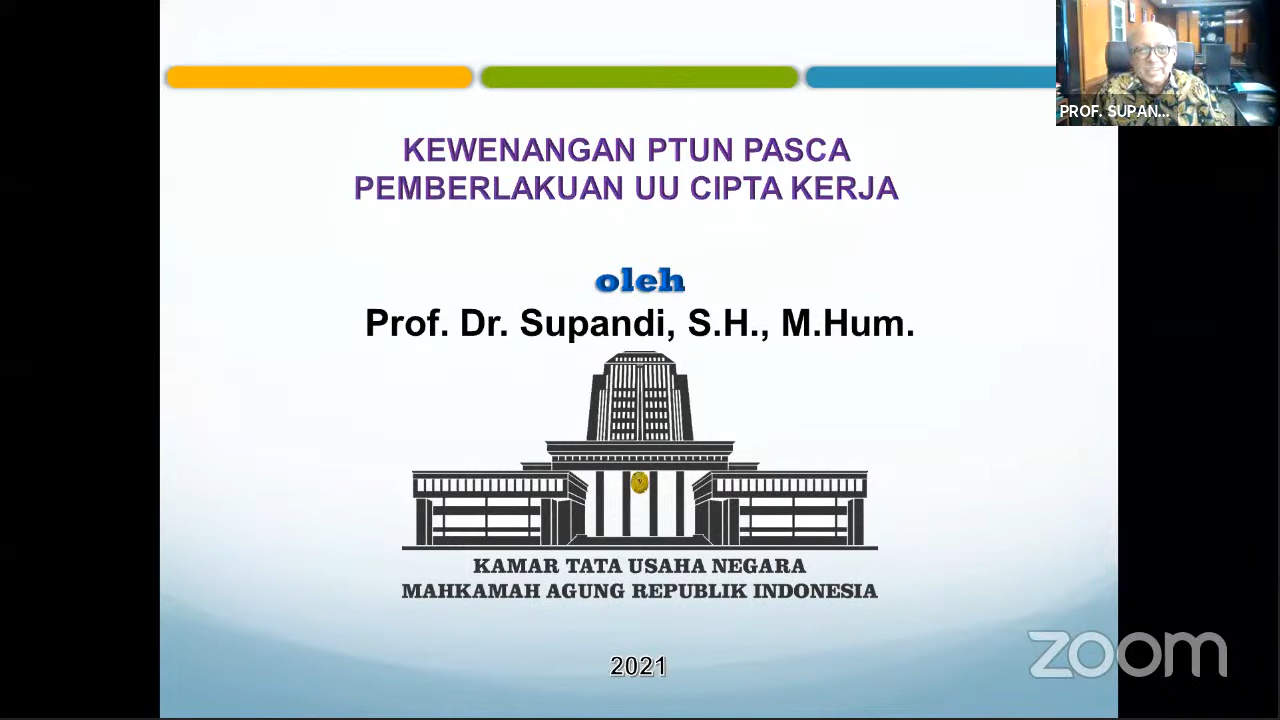 PROF. SUPAN...
KEWENANGAN PTUN PASCA
PEMBERLAKUAN UU CIPTA KERJA
oleh
Prof. Dr. Supandi, S.H., M.Hum.
KAMAR TATA USAHA NEGARA
MAHKAMAH AGUNG REPUBLIK INDONESIA
2021
zoom